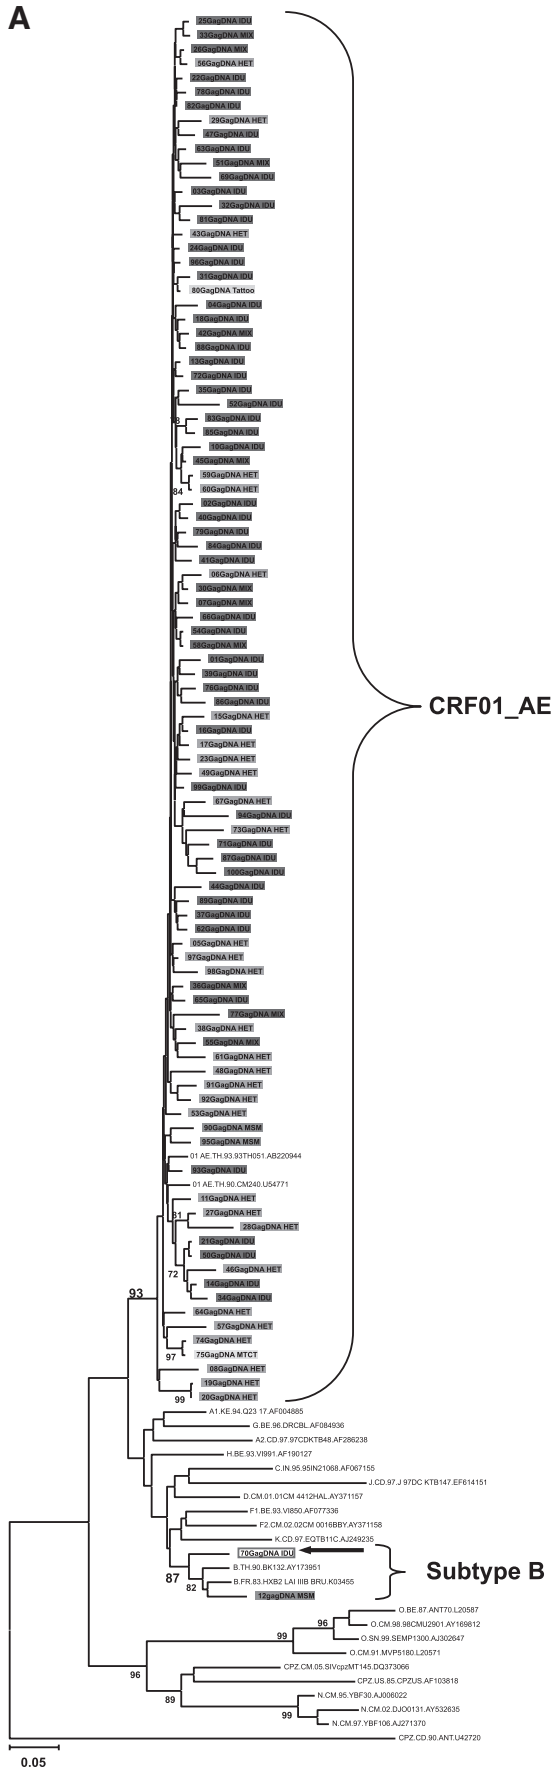 A
25GagDNA IDU
33GagDNA MIX
26GagDNA MIX
56GagDNA HET
22GagDNA IDU
78GagDNA IDU
82GagDNA IDU
29GagDNA HET
47GagDNA IDU
63GagDNA IDU
51GagDNA MIX
69GagDNA IDU
03GagDNA IDU
32GagDNA IDU
81GagDNA IDU
43GagDNA HET
24GagDNA IDU
96GagDNA IDU
31GagDNA IDU
80GagDNA Tattoo
04GagDNA IDU
18GagDNA IDU
42GagDNA MIX
88GagDNA IDU
13GagDNA IDU
72GagDNA IDU
35GagDNA IDU
52GagDNA IDU
83GagDNA IDU
85GagDNA IDU
10GagDNA IDU
45GagDNA MIX
59GagDNA HET
84
60GagDNA HET
02GagDNA IDU
40GagDNA IDU
79GagDNA IDU
84GagDNA IDU
41GagDNA IDU
06GagDNA HET
30GagDNA MIX
07GagDNA MIX
66GagDNA IDU
54GagDNA IDU
58GagDNA MIX
01GagDNA IDU
39GagDNA IDU
76GagDNA IDU
86GagDNA IDU
CRF01_AE
15GagDNA HET
16GagDNA IDU
17GagDNA HET
23GagDNA HET
49GagDNA HET
99GagDNA IDU
67GagDNA HET
94GagDNA IDU
73GagDNA HET
71GagDNA IDU
87GagDNA IDU
100GagDNA IDU
44GagDNA IDU
89GagDNA IDU
37GagDNA IDU
62GagDNA IDU
05GagDNA HET
97GagDNA HET
98GagDNA HET
36GagDNA MIX
65GagDNA IDU
77GagDNA MIX
38GagDNA HET
55GagDNA MIX
61GagDNA HET
48GagDNA HET
91GagDNA HET
92GagDNA HET
53GagDNA HET
90GagDNA MSM
95GagDNA MSM
01 AE.TH.93.93TH051.AB220944
93GagDNA IDU
01 AE.TH.90.CM240.U54771
11GagDNA HET
81 27GagDNA HET
28GagDNA HET
21GagDNA IDU
50GagDNA IDU
46GagDNA HET
72
14GagDNA IDU
34GagDNA IDU
93
64GagDNA HET
57GagDNA HET
74GagDNA HET
97 75GagDNA MTCT
08GagDNA HET
19GagDNA HET
99 20GagDNA HET
A1.KE.94.Q23 17.AF004885
G.BE.96.DRCBL.AF084936
A2.CD.97.97CDKTB48.AF286238
H.BE.93.VI991.AF190127
C.IN.95.95IN21068.AF067155
J.CD.97.J 97DC KTB147.EF614151
D.CM.01.01CM 4412HAL.AY371157
F1.BE.93.VI850.AF077336
F2.CM.02.02CM 0016BBY.AY371158
K.CD.97.EQTB11C.AJ249235
70GagDNA IDU
Subtype B
B.TH.90.BK132.AY173951
87
82 B.FR.83.HXB2 LAI IIIB BRU.K03455
12gagDNA MSM
O.BE.87.ANT70.L20587
96 O.CM.98.98CMU2901.AY169812
99 O.SN.99.SEMP1300.AJ302647
O.CM.91.MVP5180.L20571
CPZ.CM.05.SIVcpzMT145.DQ373066
96
CPZ.US.85.CPZUS.AF103818
89 N.CM.95.YBF30.AJ006022
N.CM.02.DJO0131.AY532635
99
N.CM.97.YBF106.AJ271370
CPZ.CD.90.ANT.U42720
0.05